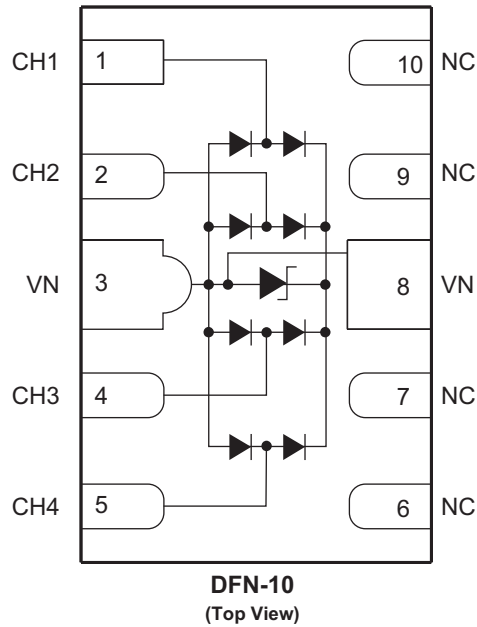 CH1 1 10 NC
CH2 2 9 NC
VN 3 8 VN
CH3 4 7 NC
CH4 5 6 NC
DFN-10
(Top View)